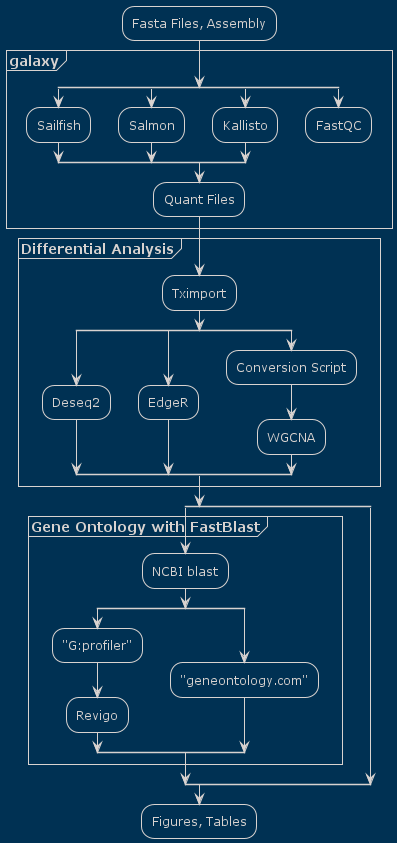 Fasta Files, Assembly
galaxy
Sailfish
Salmon
Kallisto
FastQC
Quant Files
Differential Analysis
Tximport
Deseq2
EdgeR
Conversion Script
WGCNA
Gene Ontology with FastBlast
NCBI blast
"G:profiler"
Revigo
"geneontology.com"
Figures, Tables